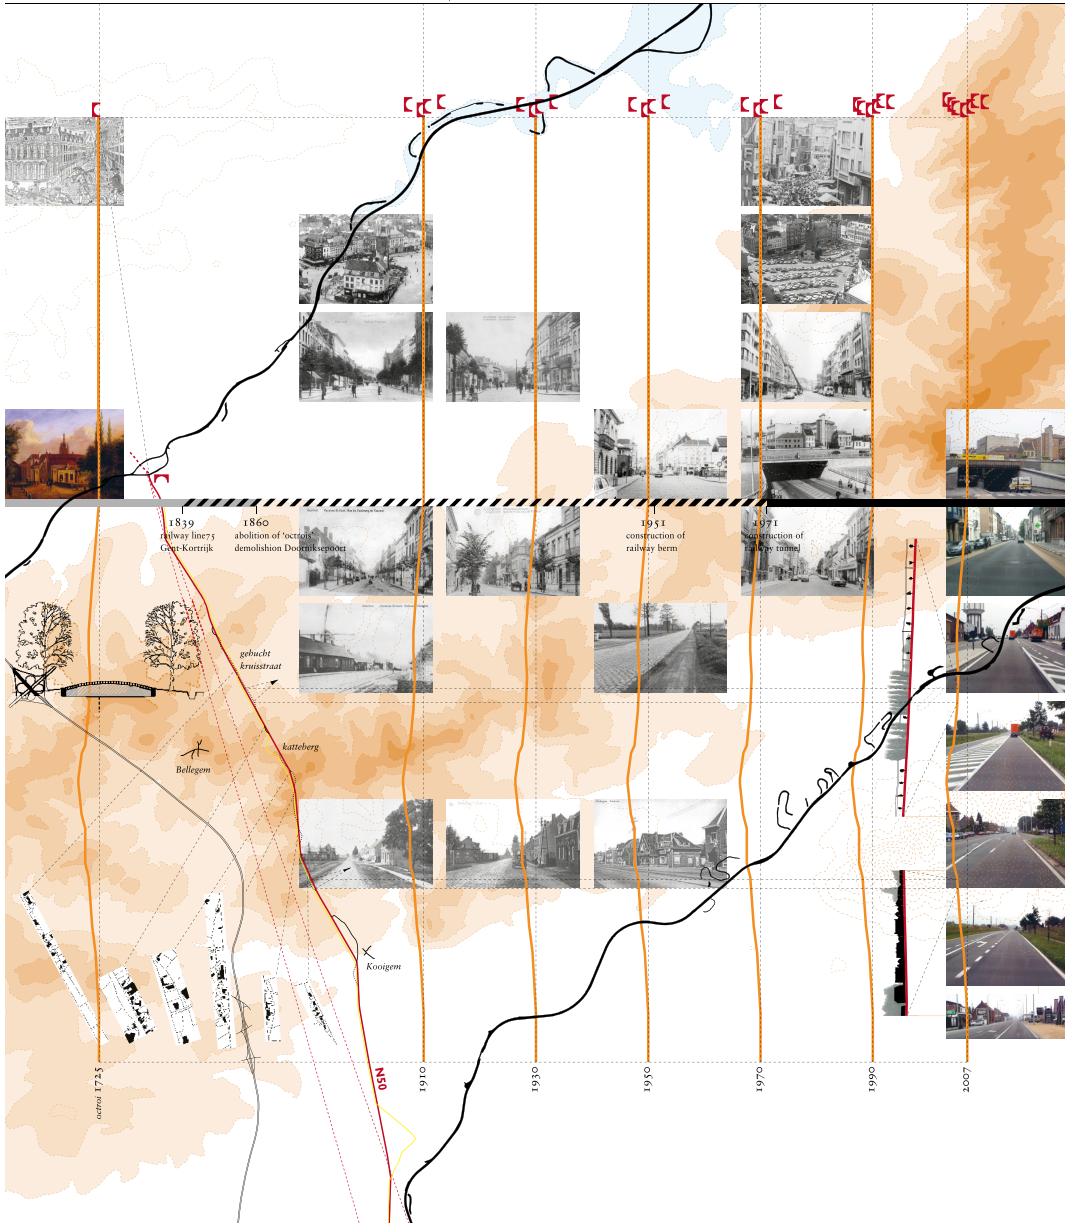 1839
railway line75
Gent-Kortrijk
1860
abolition of 'octrois'
demolishion Doorniksepoort
1951
construction of
railway berm
1971
construction of
railway tunnel
gehucht
kruisstraat
katteberg
Bellegem
Kooigem
N50
octroi 1725
1910
1930
1950
1970
1990
2007